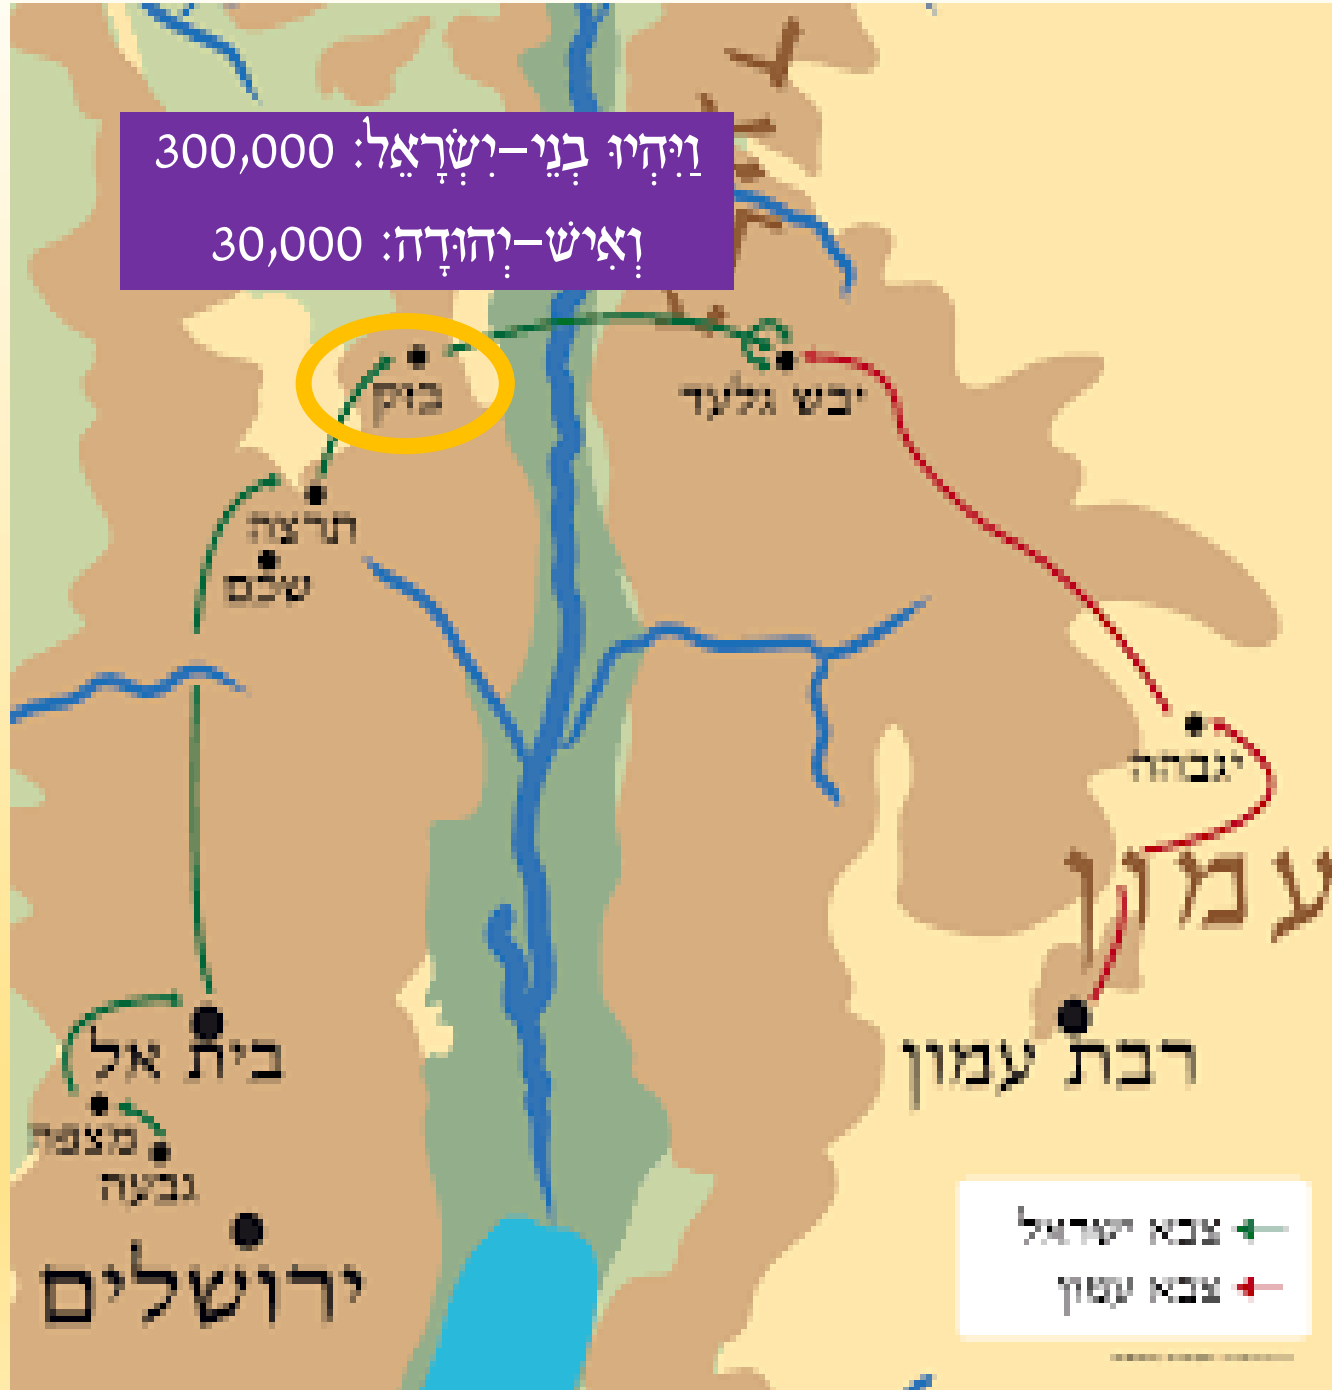 וַיִּהְיוּ בְנֵי–יִשְׂרָאֵל: 300,000
וְאִישׁ–יְהוּדָה: 30,000
בזק
יבש גלעד
תרצה
שכם
יגבהה
עמון
בית אל
רבת עמון
מצפה
גבעה
ירושלים
צבא ישראל
צבא עמון